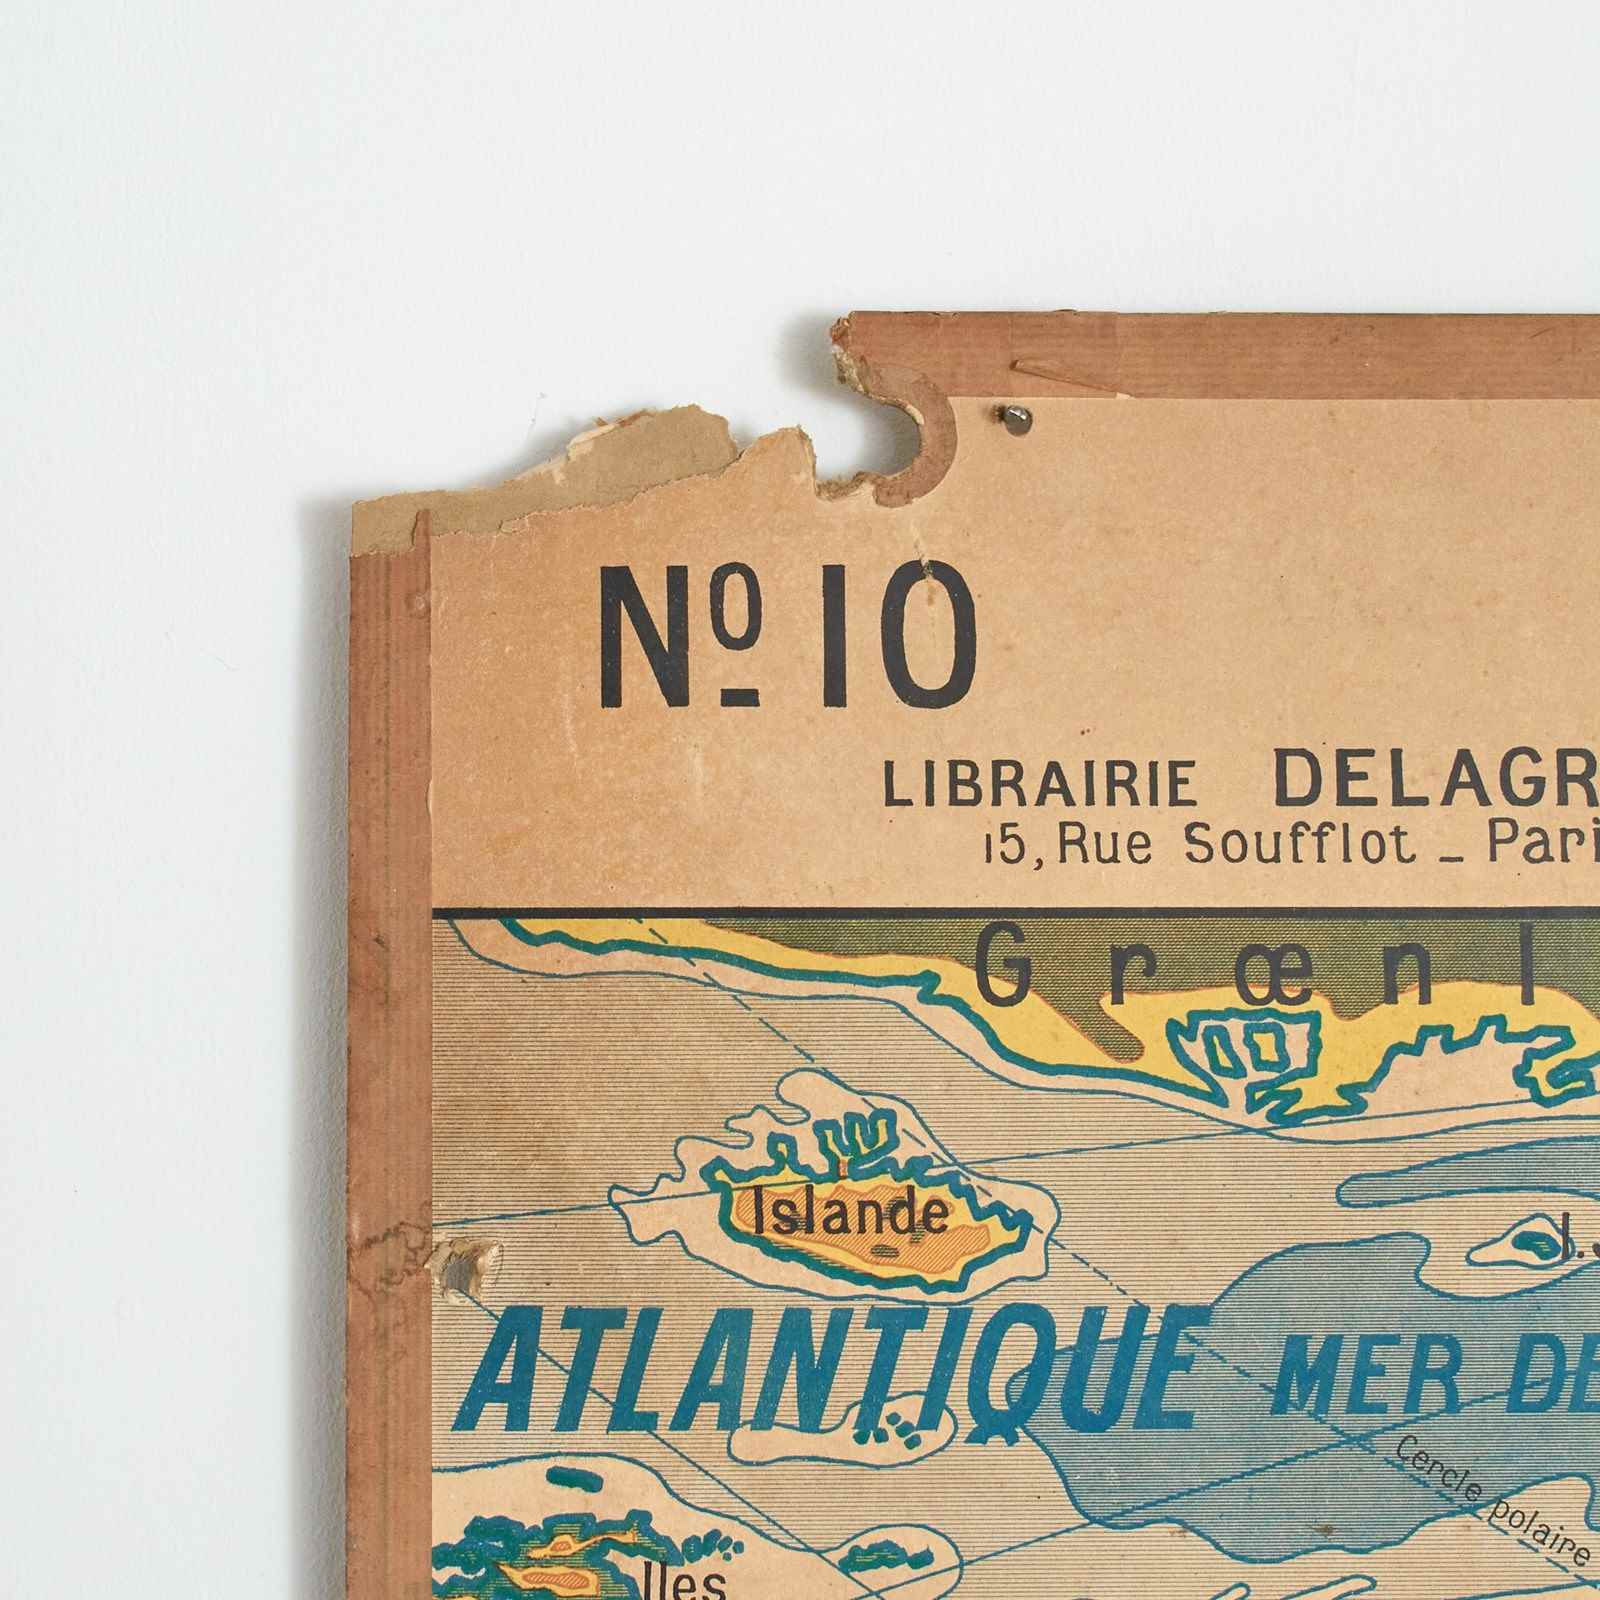 Nº 10
LIBRAIRIE DELAGR
15, Rue Soufflot _ Pari
Grœnl
Islande
ATLANTIQUE MER DE
Cercle polaire
Iles